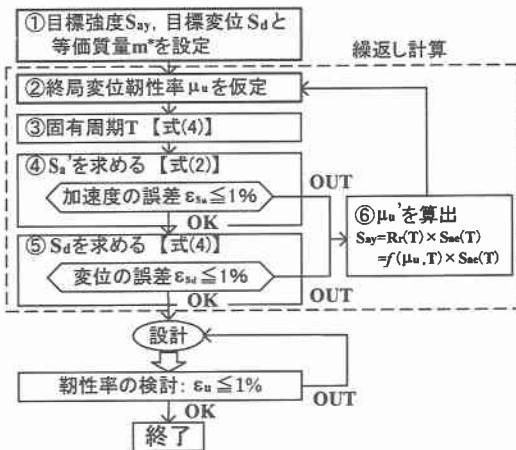 ①目標強度Say，目標変位Sdと
等価質量m*を設定
繰返し計算
②終局変位靭性率μuを仮定
③固有周期T 【式(4)】
④Sa'を求める 【式(2)】
OUT
加速度の誤差εSa≦1%
OK
⑥μu'を算出
Say=Rr(T)×Sae(T)
=f(μu,T)×Sae(T)
⑤Sdを求める 【式(4)】
変位の誤差εSd≦1%
OK
OUT
設計
靭性率の検討: εu≦1%
OK
OUT
終了